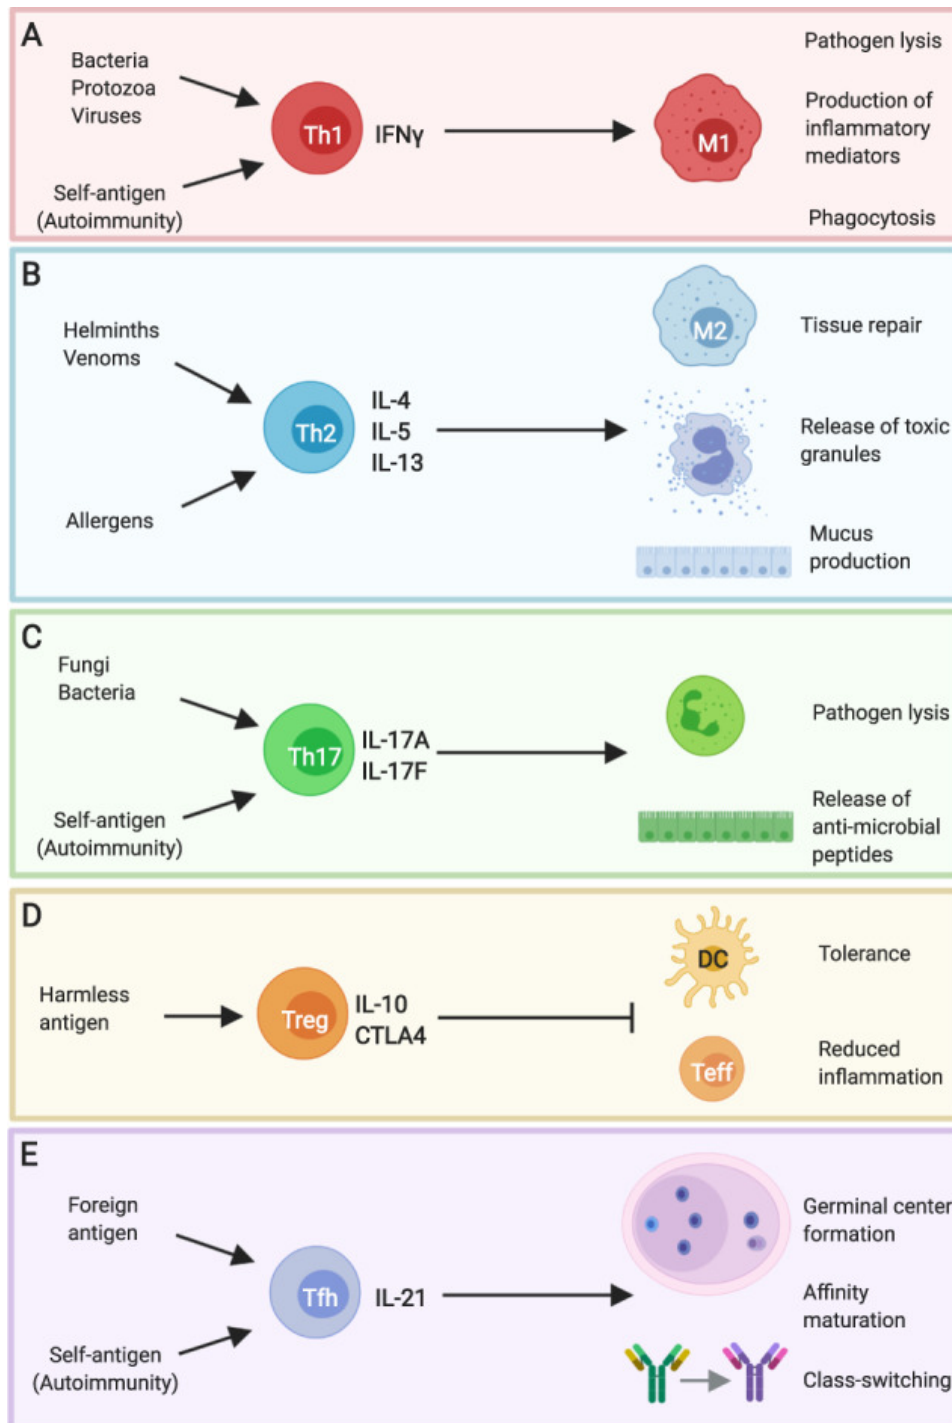 A
Bacteria
Protozoa
Viruses
Self-antigen
(Autoimmunity)
Th1
IFNγ
M1
Pathogen lysis
Production of
inflammatory
mediators
Phagocytosis
B
Helminths
Venoms
Allergens
Th2
IL-4
IL-5
IL-13
M2
Tissue repair
Release of toxic
granules
Mucus
production
C
Fungi
Bacteria
Self-antigen
(Autoimmunity)
Th17
IL-17A
IL-17F
Pathogen lysis
Release of
anti-microbial
peptides
D
Harmless
antigen
Treg
IL-10
CTLA4
DC
Teff
Tolerance
Reduced
inflammation
E
Foreign
antigen
Self-antigen
(Autoimmunity)
Tfh
IL-21
Germinal center
formation
Affinity
maturation
Class-switching